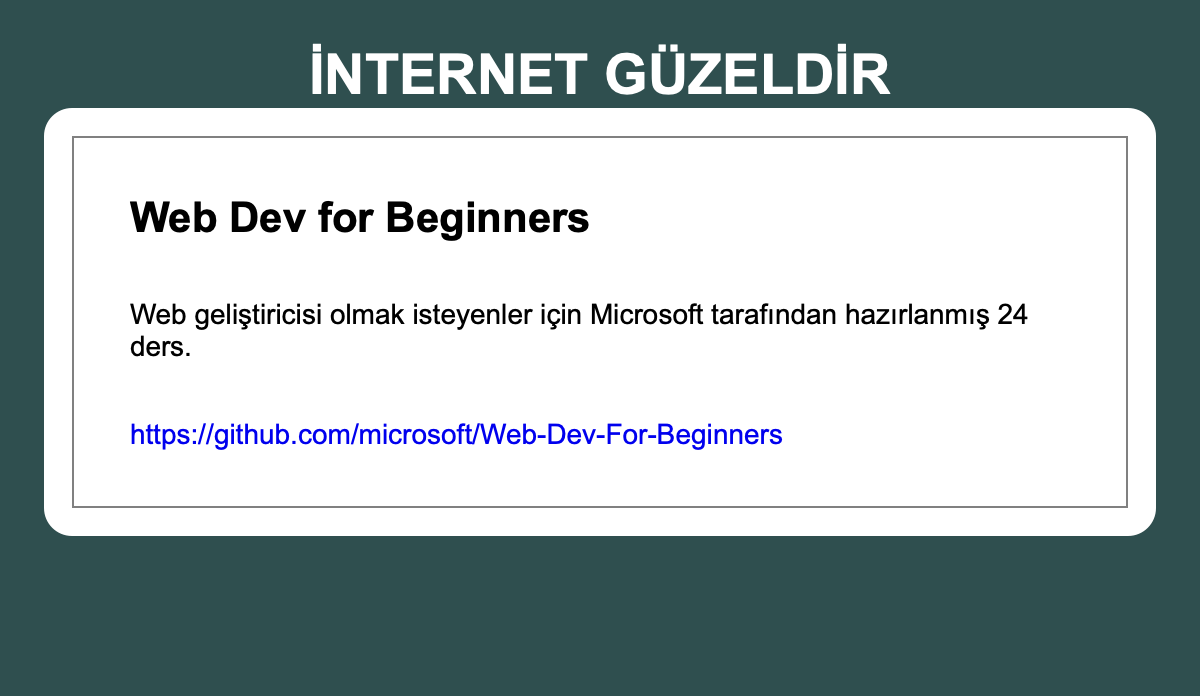 İNTERNET GÜZELDİR
Web Dev for Beginners
Web geliştiricisi olmak isteyenler için Microsoft tarafından hazırlanmış 24
ders.
https://github.com/microsoft/Web-Dev-For-Beginners